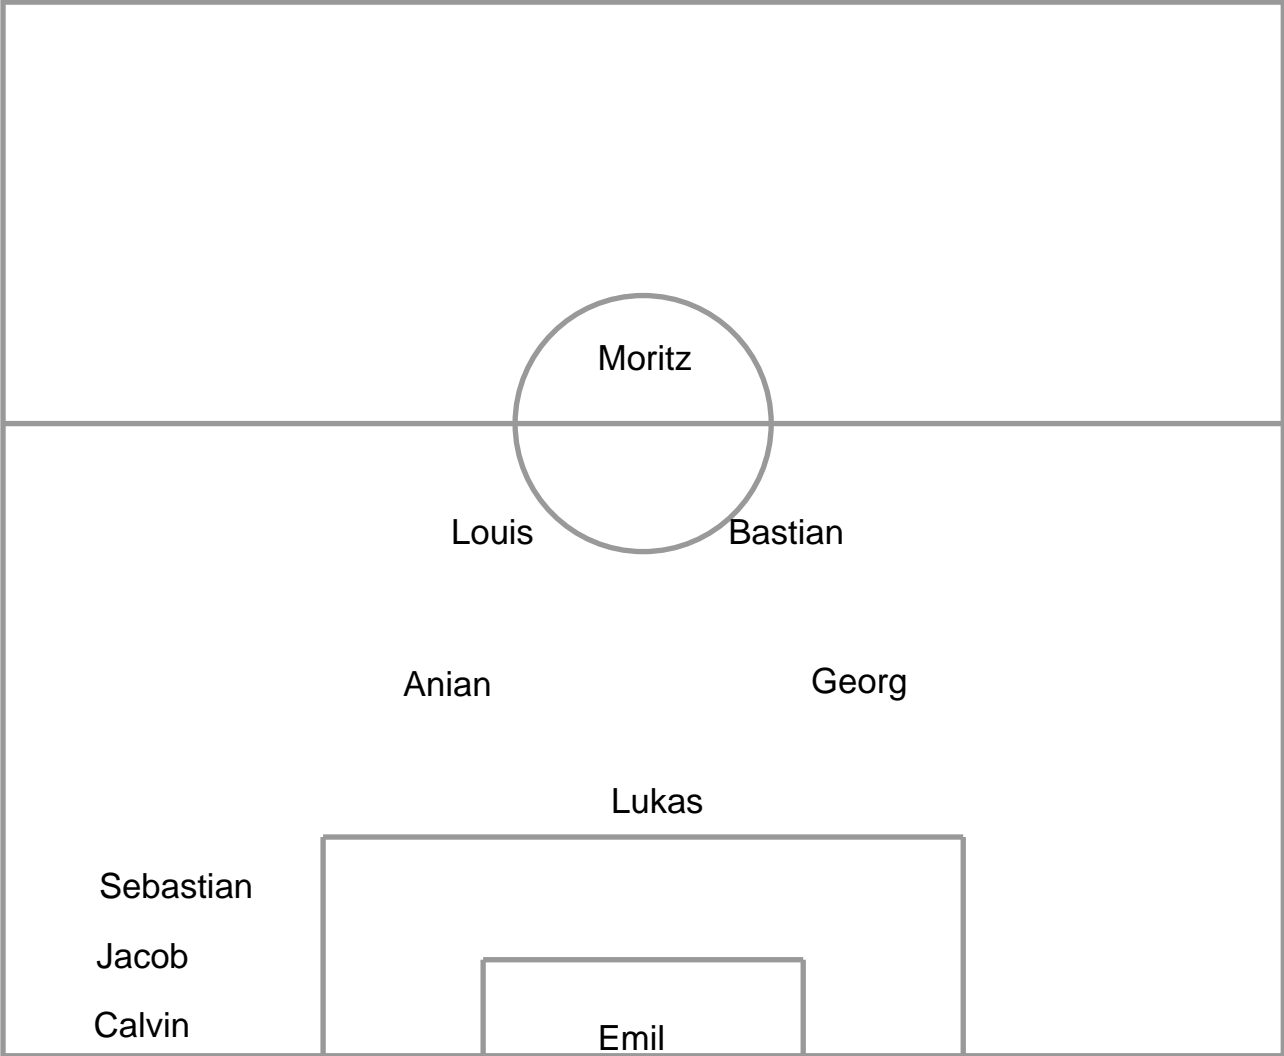 Moritz
Louis Bastian
Anian Georg
Lukas
Sebastian
Jacob
Calvin
Emil